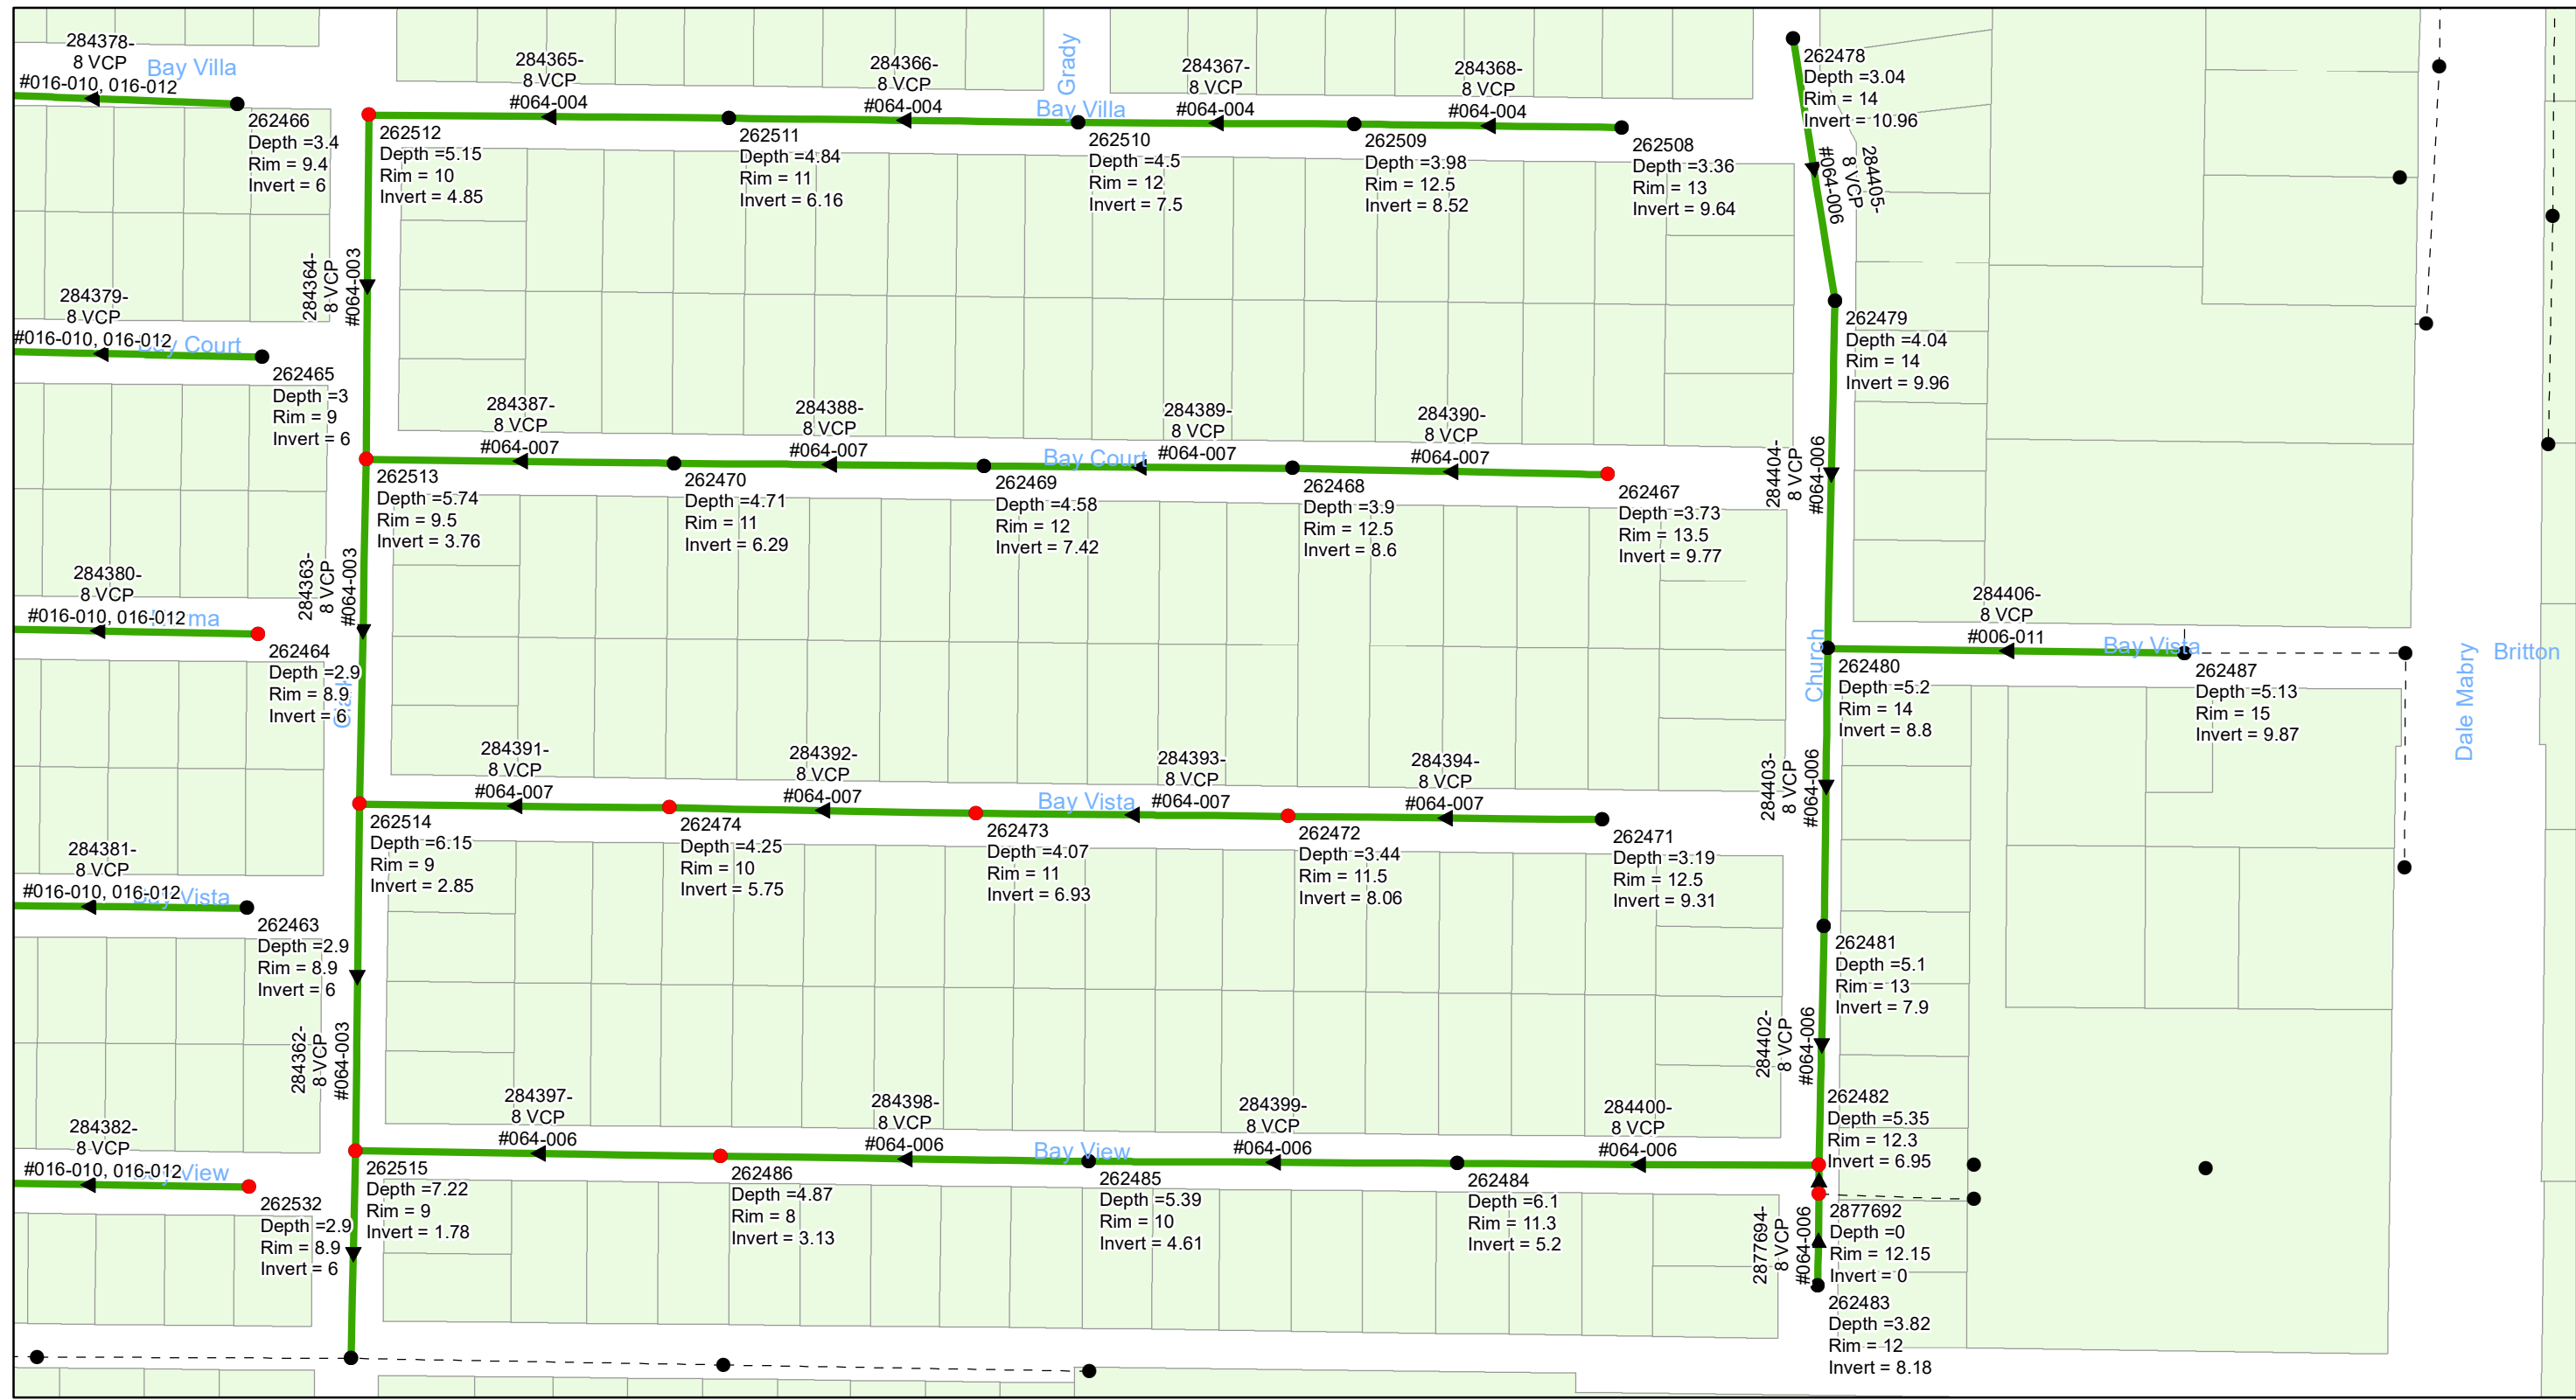 284378-
8 VCP
#016-010, 016-012
Bay Villa
262466
Depth =3.4
Rim = 9.4
Invert = 6
284365-
8 VCP
#064-004
284366-
8 VCP
#064-004
Grady
Bay Villa
284367-
8 VCP
#064-004
284368-
8 VCP
#064-004
262512
Depth =5.15
Rim = 10
Invert = 4.85
262511
Depth =4.84
Rim = 11
Invert = 6.16
262510
Depth =4.5
Rim = 12
Invert = 7.5
262509
Depth =3.98
Rim = 12.5
Invert = 8.52
262508
Depth =3.36
Rim = 13
Invert = 9.64
262478
Depth =3.04
Rim = 14
Invert = 10.96
284405-
8 VCP
#064-006
284364-
8 VCP
#064-003
284379-
8 VCP
#016-010, 016-012
Court
262465
Depth =3
Rim = 9
Invert = 6
262479
Depth =4.04
Rim = 14
Invert = 9.96
284387-
8 VCP
#064-007
284388-
8 VCP
#064-007
Bay Court
284389-
8 VCP
#064-007
284390-
8 VCP
#064-007
284404-
8 VCP
#064-006
262513
Depth =5.74
Rim = 9.5
Invert = 3.76
262470
Depth =4.71
Rim = 11
Invert = 6.29
262469
Depth =4.58
Rim = 12
Invert = 7.42
262468
Depth =3.9
Rim = 12.5
Invert = 8.6
262467
Depth =3.73
Rim = 13.5
Invert = 9.77
284363-
8 VCP
#064-003
284380-
8 VCP
#016-010, 016-012
262464
Depth =2.9
Rim = 8.9
Invert = 6
284406-
8 VCP
#006-011
Bay Vista
Church
262480
Depth =5.2
Rim = 14
Invert = 8.8
262487
Depth =5.13
Rim = 15
Invert = 9.87
Dale Mabry
Britton
284391-
8 VCP
#064-007
284392-
8 VCP
#064-007
Bay Vista
284393-
8 VCP
#064-007
284394-
8 VCP
#064-007
284403-
8 VCP
#064-006
262514
Depth =6.15
Rim = 9
Invert = 2.85
262474
Depth =4.25
Rim = 10
Invert = 5.75
262473
Depth =4.07
Rim = 11
Invert = 6.93
262472
Depth =3.44
Rim = 11.5
Invert = 8.06
262471
Depth =3.19
Rim = 12.5
Invert = 9.31
284381-
8 VCP
#016-010, 016-012
Vista
262463
Depth =2.9
Rim = 8.9
Invert = 6
262481
Depth =5.1
Rim = 13
Invert = 7.9
284362-
8 VCP
#064-003
284402-
8 VCP
#064-006
284382-
8 VCP
#016-010, 016-012
View
262532
Depth =2.9
Rim = 8.9
Invert = 6
284397-
8 VCP
#064-006
284398-
8 VCP
#064-006
Bay View
284399-
8 VCP
#064-006
284400-
8 VCP
#064-006
262482
Depth =5.35
Rim = 12.3
Invert = 6.95
262515
Depth =7.22
Rim = 9
Invert = 1.78
262486
Depth =4.87
Rim = 8
Invert = 3.13
262485
Depth =5.39
Rim = 10
Invert = 4.61
262484
Depth =6.1
Rim = 11.3
Invert = 5.2
2877694-
8 VCP
#064-006
2877692
Depth =0
Rim = 12.15
Invert = 0
262483
Depth =3.82
Rim = 12
Invert = 8.18